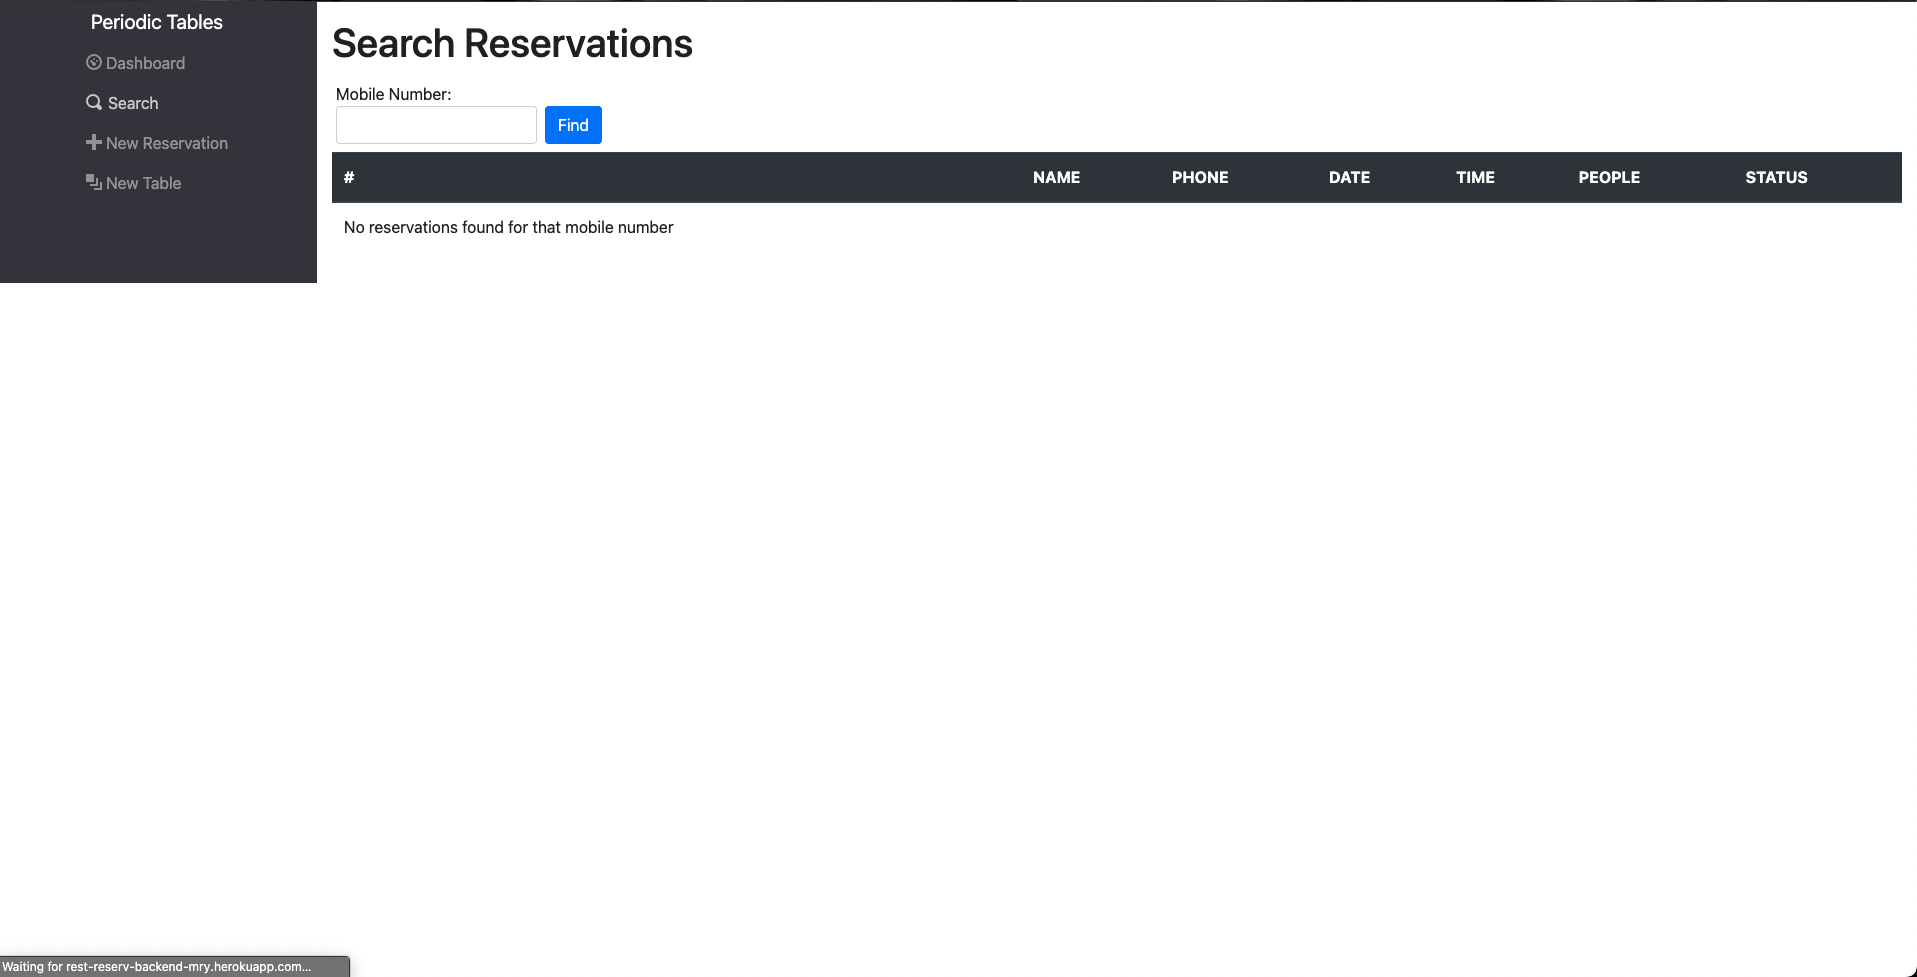 Periodic Tables
Dashboard
Search
New Reservation
New Table
Search Reservations
Mobile Number:
Find
# NAME PHONE DATE TIME PEOPLE STATUS
No reservations found for that mobile number
Waiting for rest-reserv-backend-mry.herokuapp.com...